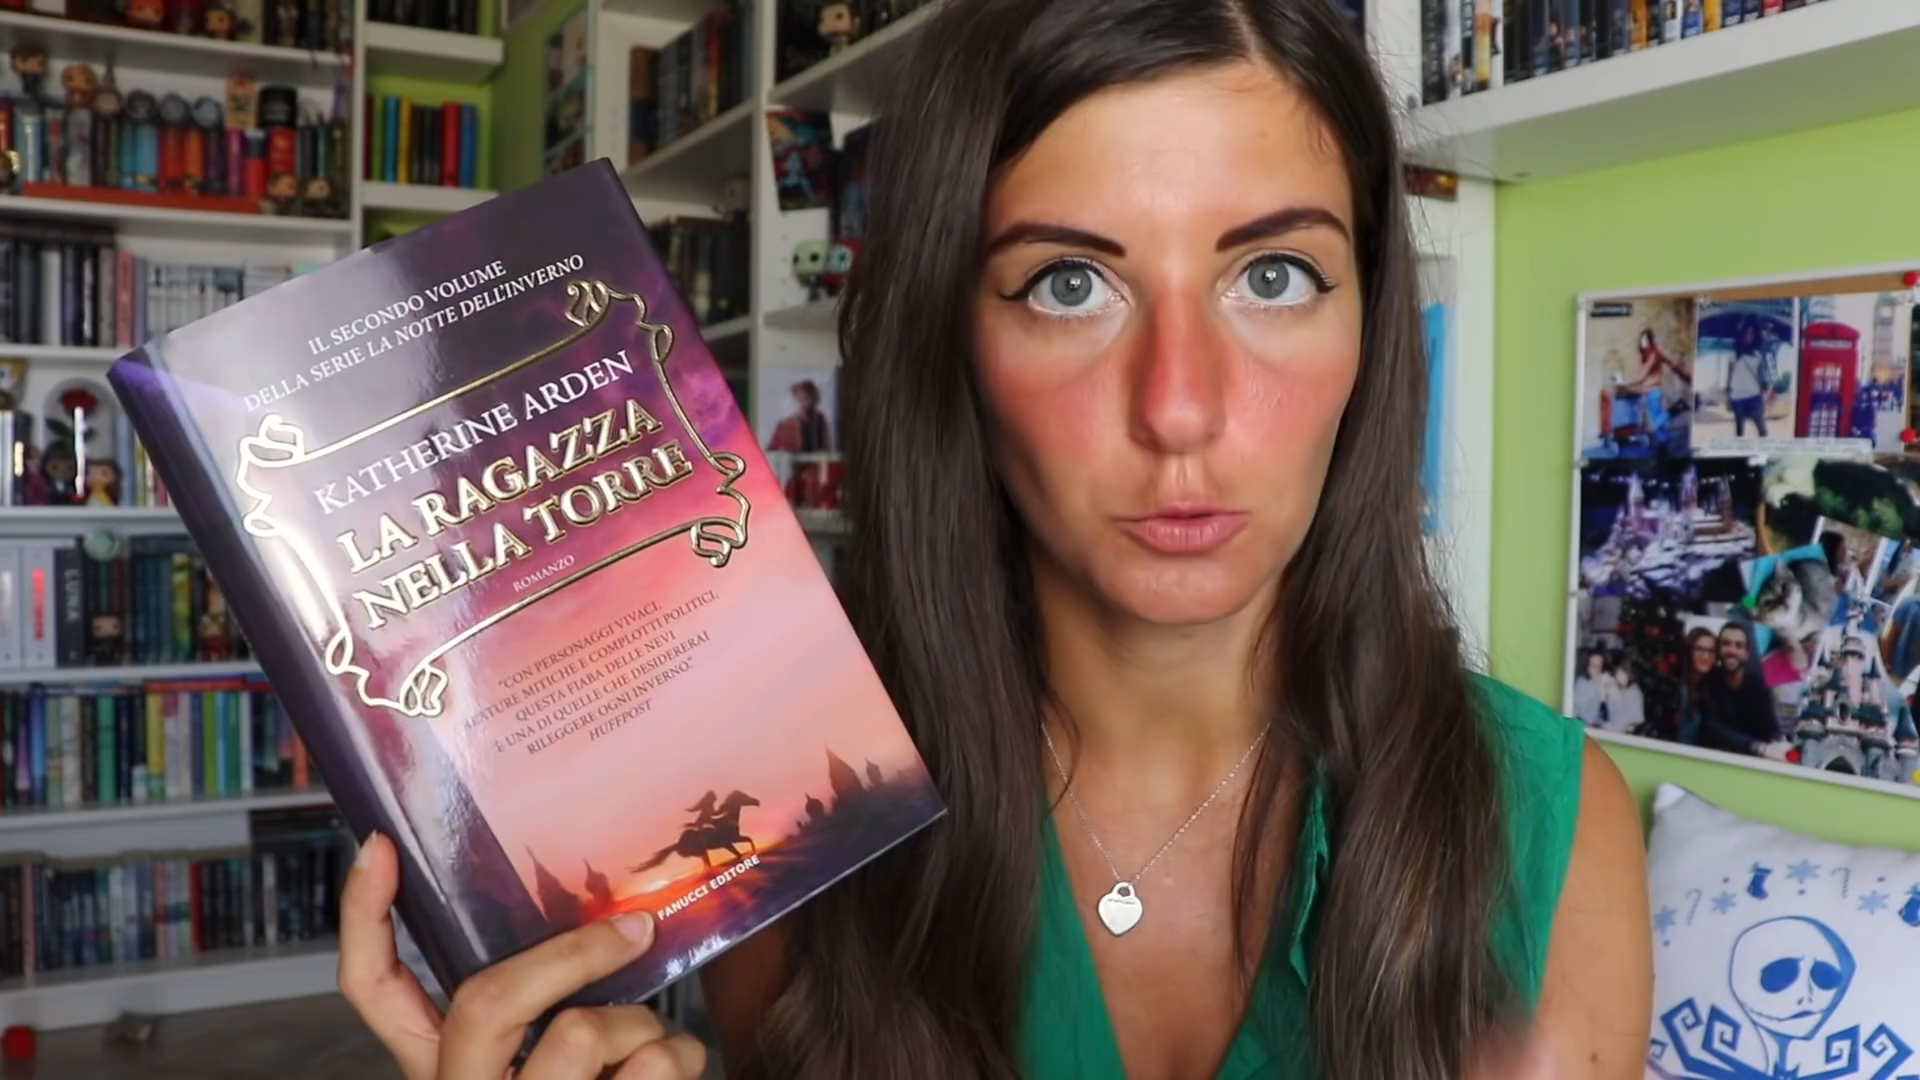 IL SECONDO VOLUME
DELLA SERIE LA NOTTE DELL'INVERNO
KATHERINE ARDEN
LA RAGAZZA
NELLA TORRE
ROMANZO
"CON PERSONAGGI VIVACI,
MITICHE E COMPLOTTI POLITICI,
QUESTA FIABA DELLE NEVI
È UNA DI QUELLE CHE DESIDERERAI
RILEGGERE OGNI INVERNO."
HUFFPOST
FANUCCI EDITORE